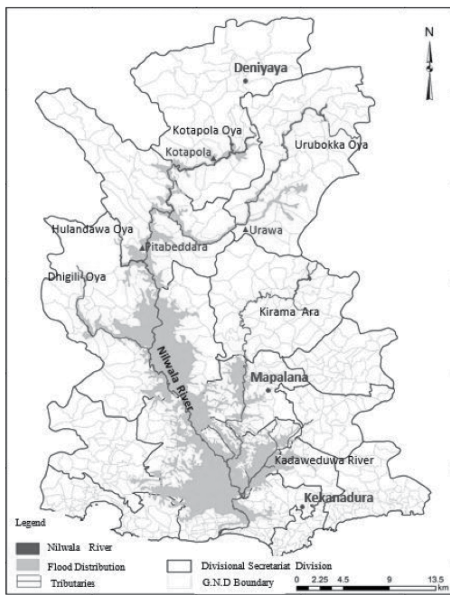 N
Deniyaya
Kotapola Oya
Kotapola
Urubokka Oya
Hulandawa Oya
Pitabeddara
Urawa
Dhigili Oya
Kirama Ara
Nilwala River
Mapalana
Kadaweduwa River
Kekanadura
Legend
Nilwala River
Flood Distribution
Tributaries
Divisional Secretariat Division
G.N.D Boundary
0 2.25 4.5 9 13.5
km